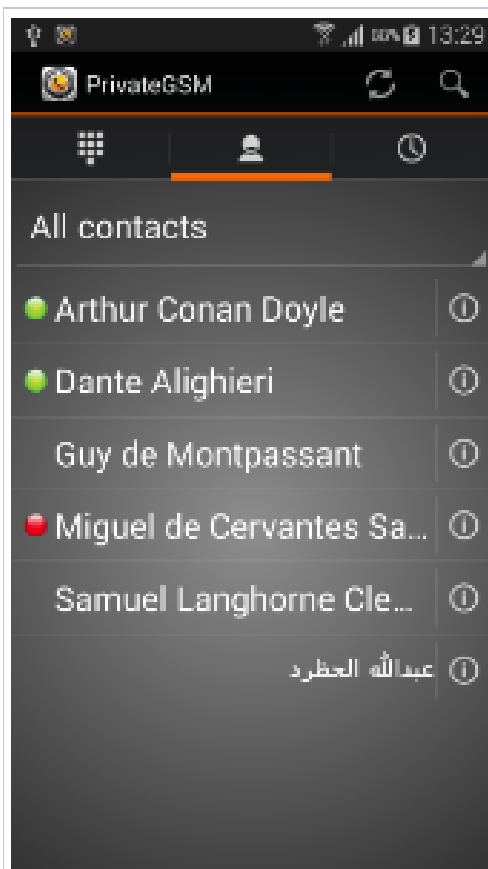 13:29
PrivateGSM
All contacts
Arthur Conan Doyle
Dante Alighieri
Guy de Montpassant
Miguel de Cervantes Sa...
Samuel Langhorne Cle...
عبدالله الحظرد